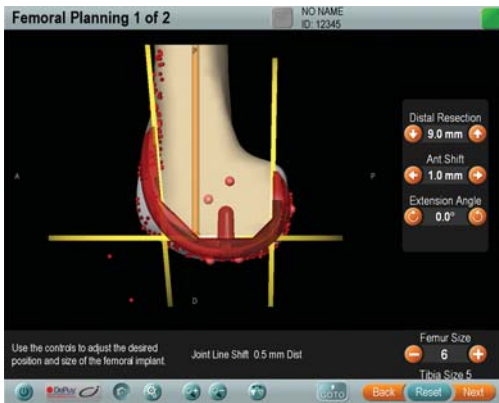 Femoral Planning 1 of 2
NO NAME
ID: 12345
Distal Resection
9.0 mm
Ant Shift
1.0 mm
Extension Angle
0.0°
A
P
D
Use the controls to adjust the desired
position and size of the femoral implant.
Joint Line Shift 0.5 mm Dist
Femur Size
6
Tibia Size 5
DePuy
GOTO
Back
Reset
Next